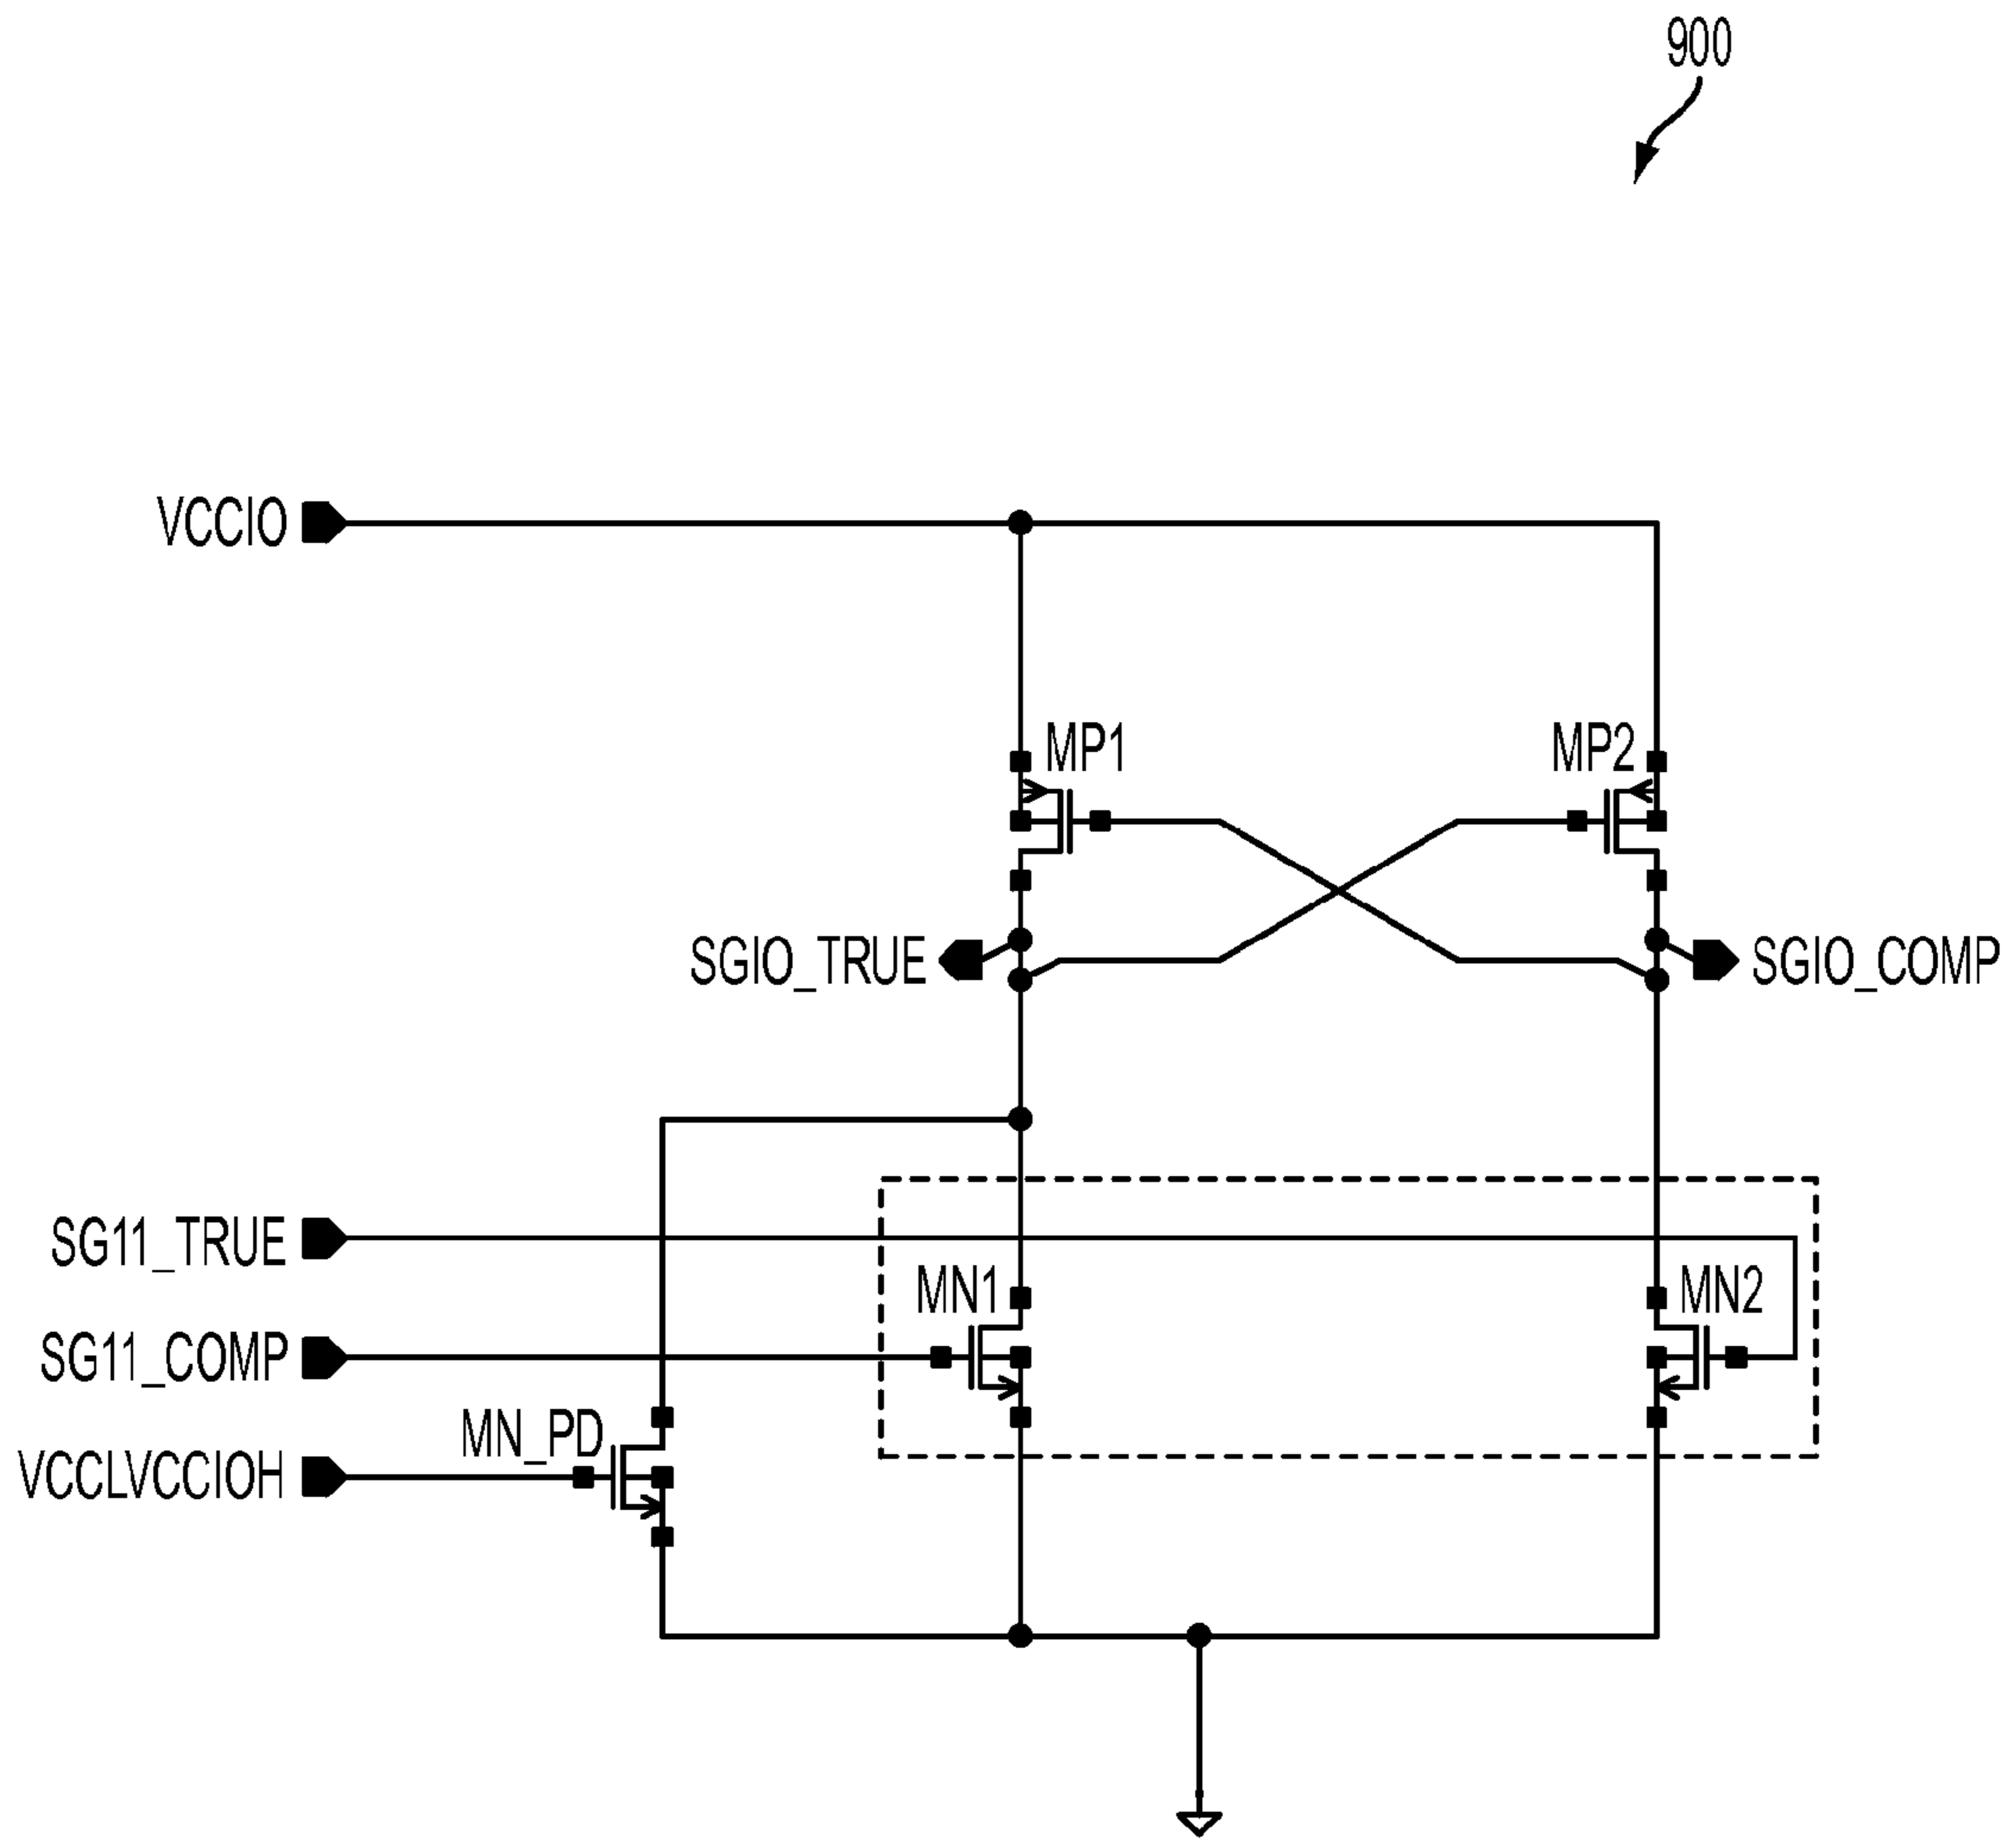 900
VCCIO
MP1
MP2
SGIO_TRUE
SGIO_COMP
SG11_TRUE
MN1
MN2
SG11_COMP
MN_PD
VCCLVCCIOH